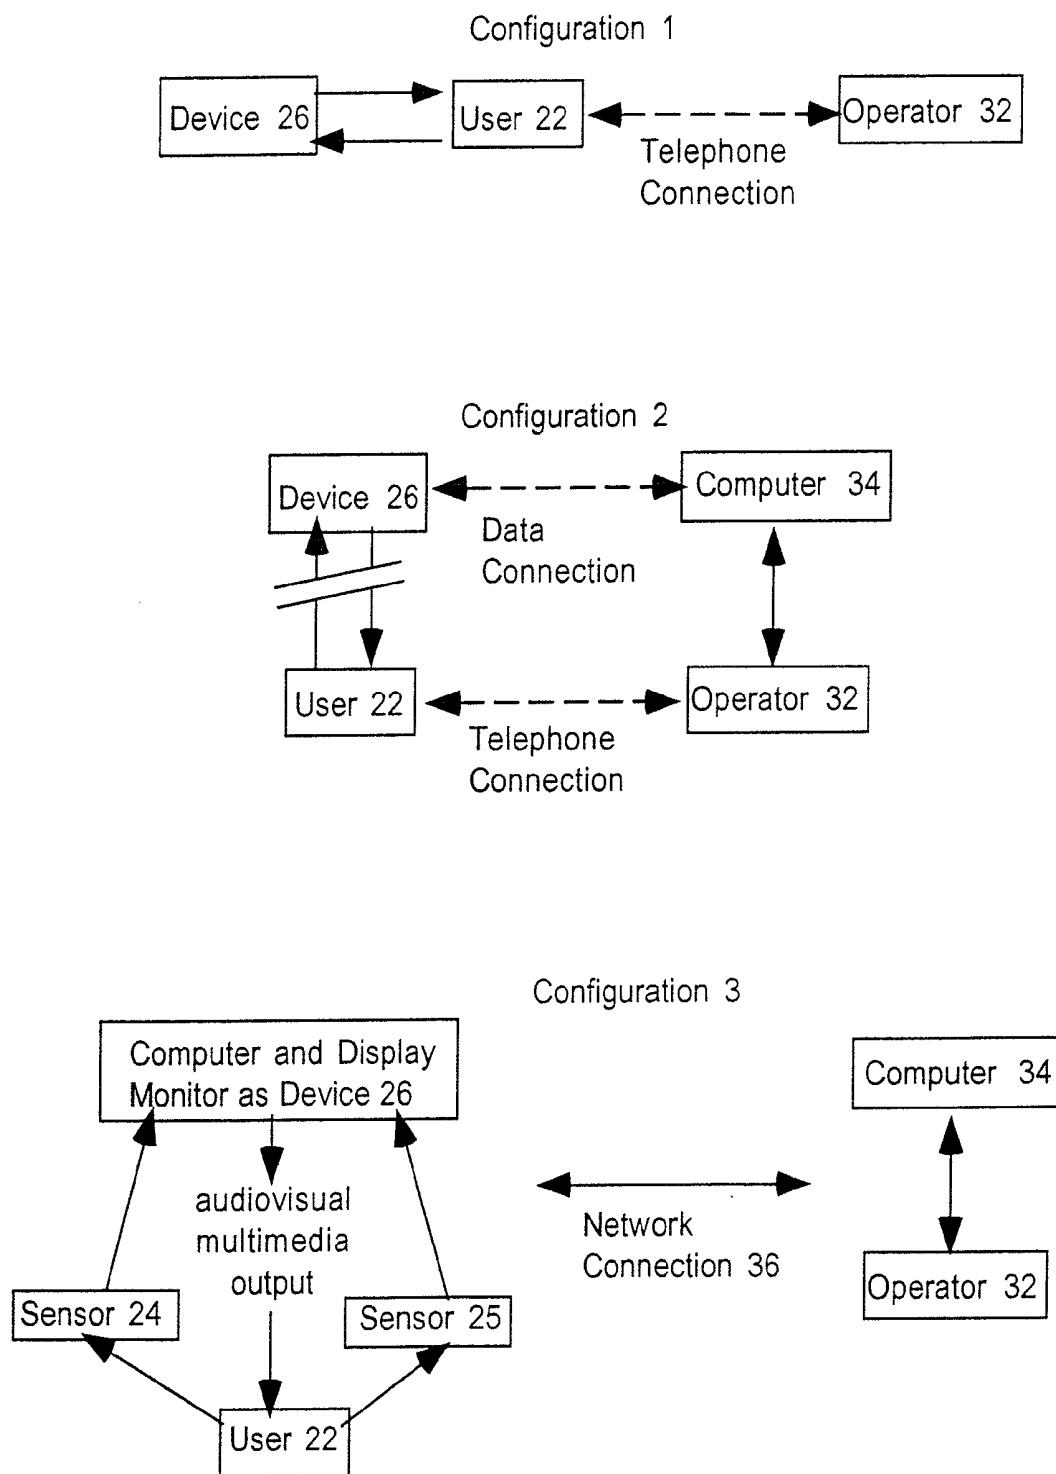 Configuration 1
Device 26
User 22
Operator 32
Telephone
Connection
Configuration 2
Device 26
Computer 34
Data
Connection
User 22
Operator 32
Telephone
Connection
Configuration 3
Computer and Display
Monitor as Device 26
Computer 34
audiovisual
multimedia
output
Network
Connection 36
Sensor 24
Sensor 25
Operator 32
User 22